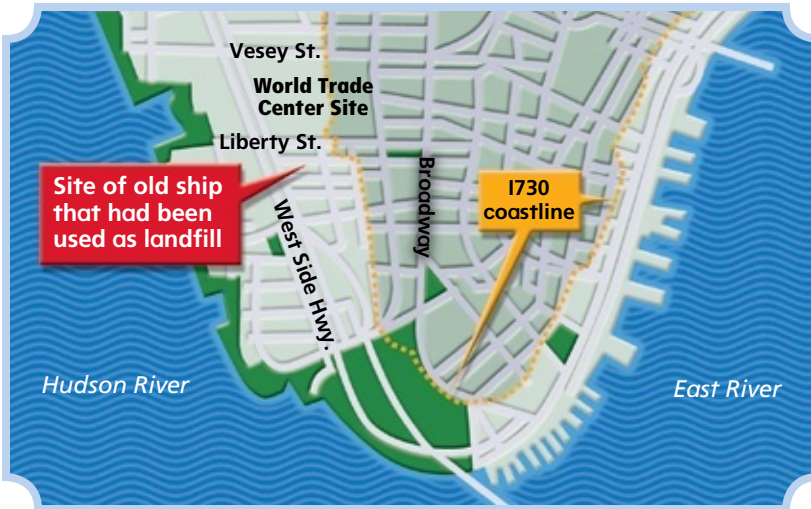 Vesey St.
World Trade
Center Site
Liberty St.
Site of old ship
that had been
used as landfill
West Side Hwy.
Broadway
1730
coastline
Hudson River
East River